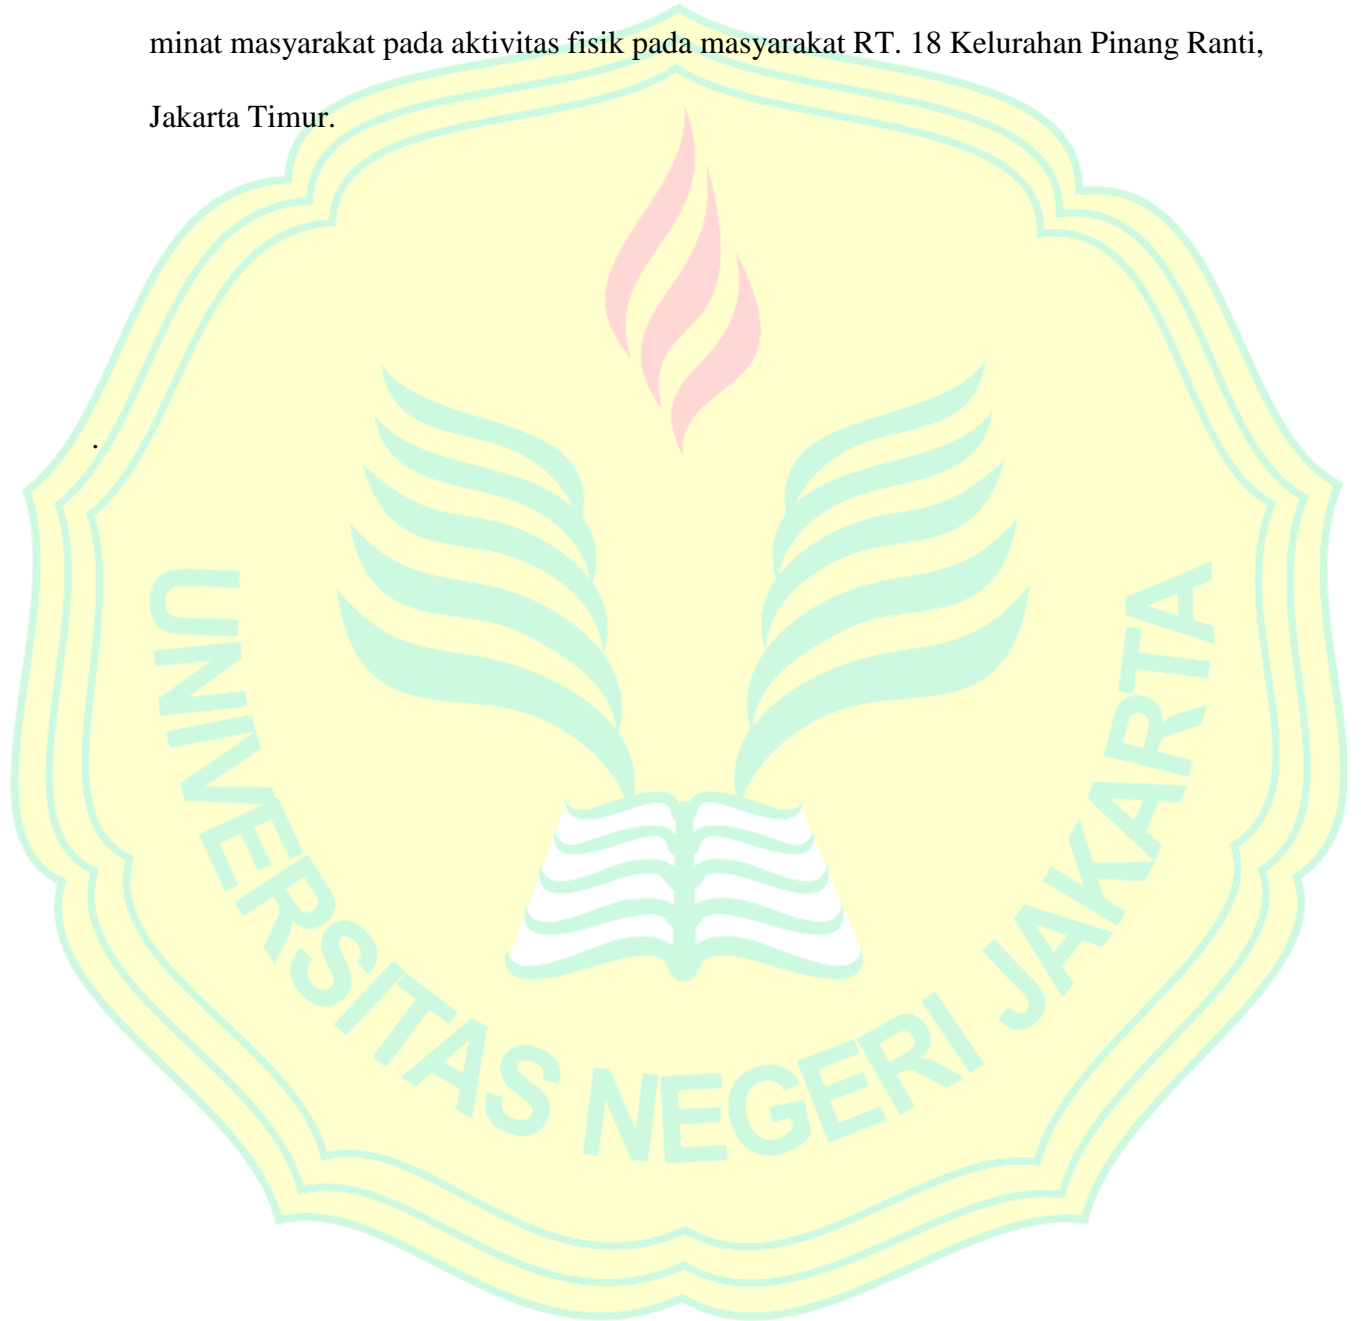 minat masyarakat pada aktivitas fisik pada masyarakat RT. 18 Kelurahan Pinang Ranti,
Jakarta Timur.
.
UNIVERSITAS NEGERI JAKARTA